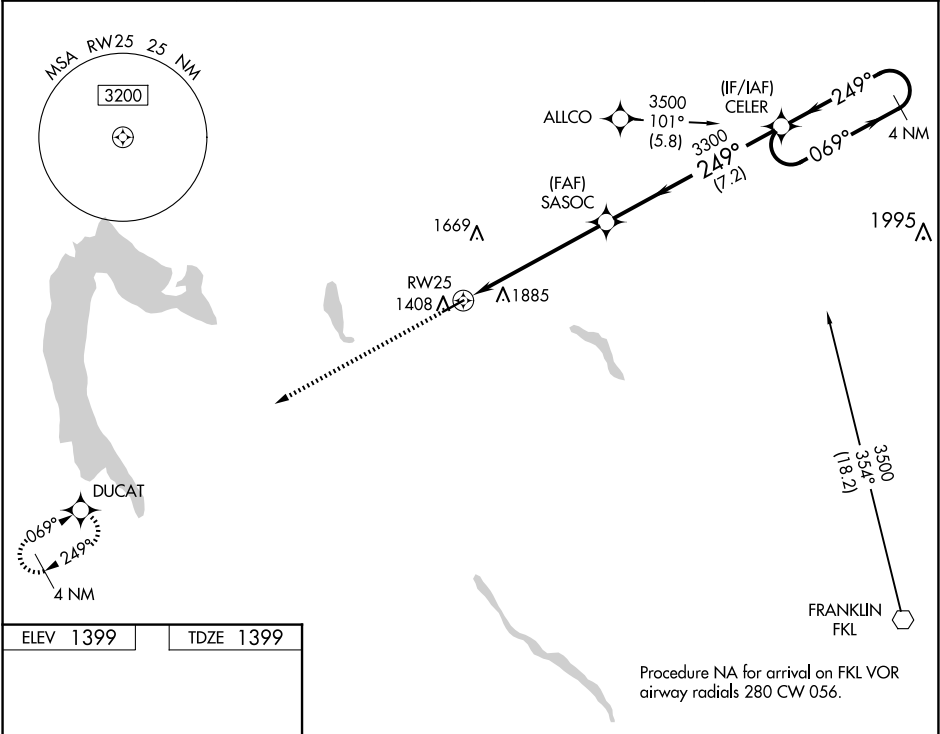 MSA RW25 25 NM
3200
ALLCO
3500
101°
(5.8)
(IF/IAF)
CELER
249°
069°
4 NM
3300
249°
(7.2)
(FAF)
SASOC
1669
1995
RW25
1408
1885
3500
354°
(18.2)
DUCAT
069°
249°
4 NM
FRANKLIN
FKL
ELEV 1399
TDZE 1399
Procedure NA for arrival on FKL VOR
airway radials 280 CW 056.